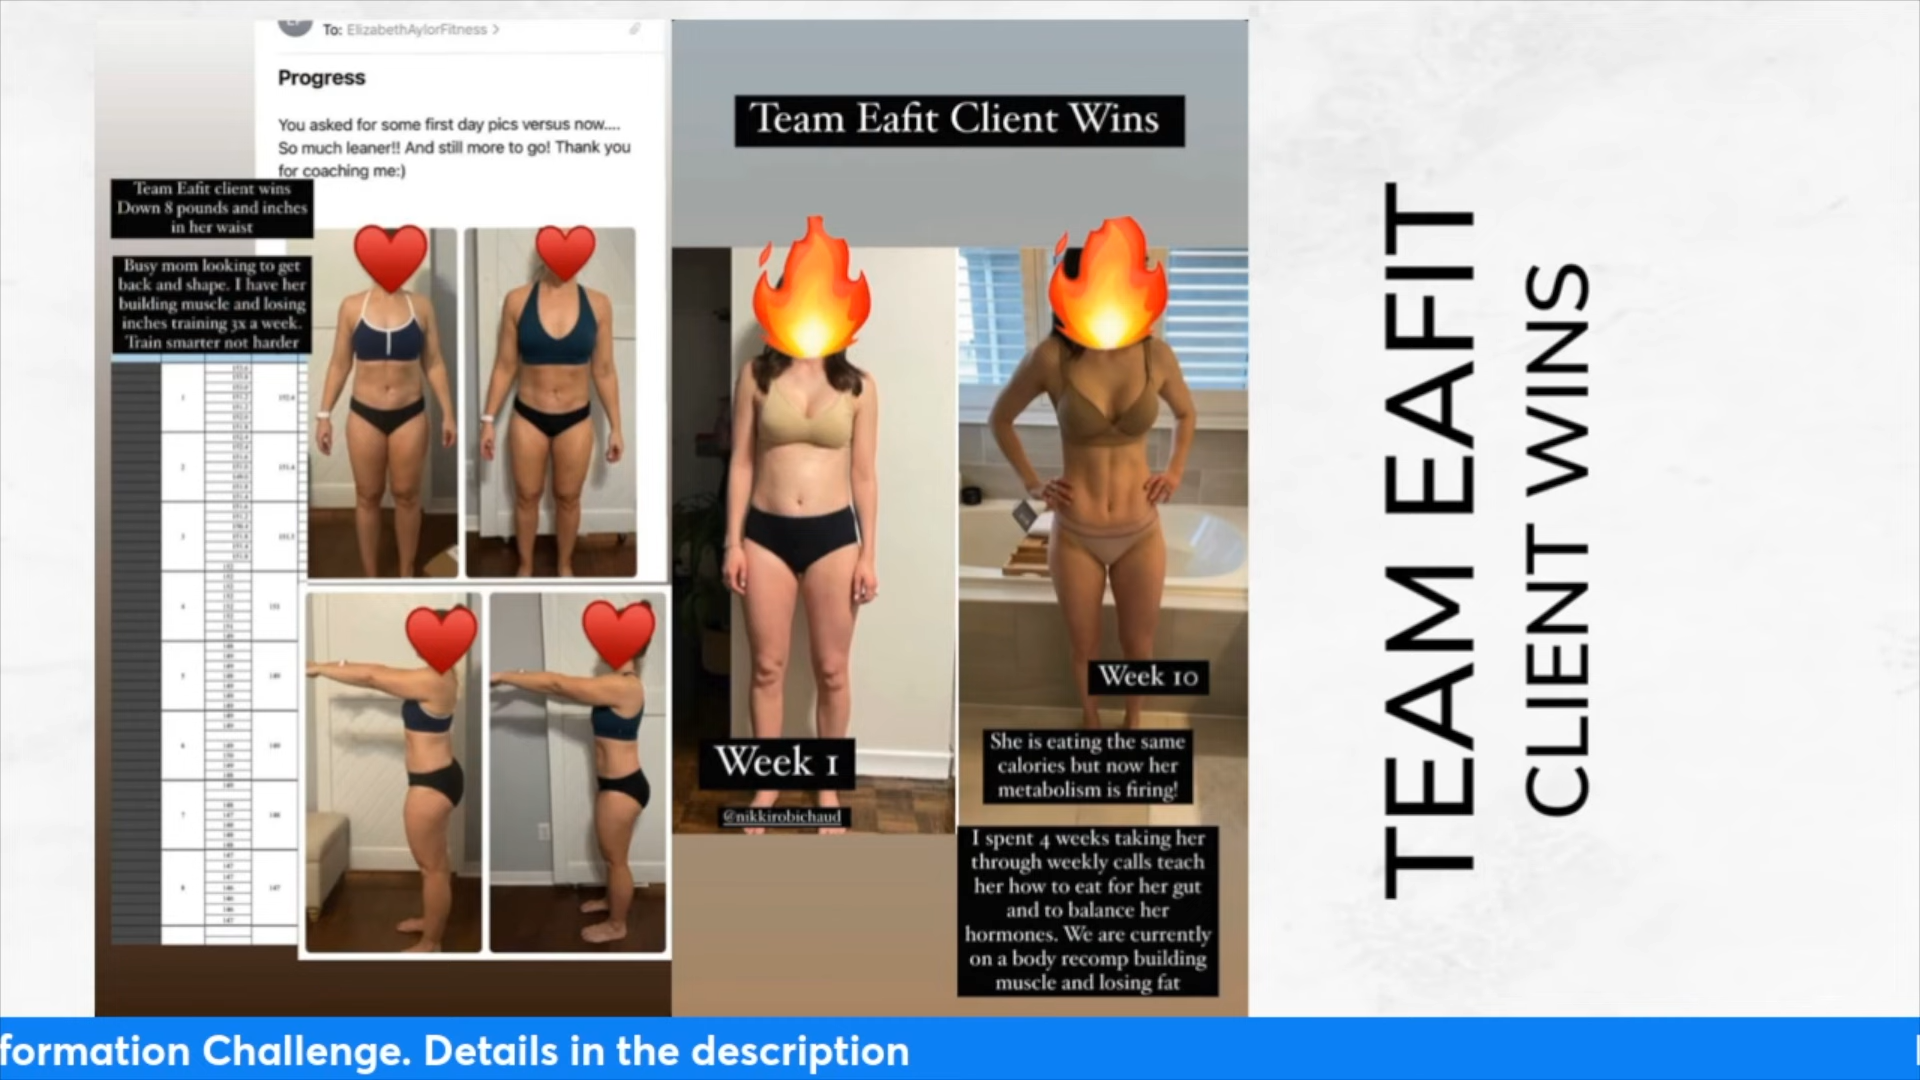 To: ElizabethAylorFitness >
Progress
You asked for some first day pics versus now....
So much leaner!! And still more to go! Thank you
for coaching me:)
Team Eafit client wins
Down 8 pounds and inches
in her waist
Busy mom looking to get
back and shape. I have her
building muscle and losing
inches training 3x a week.
Train smarter not harder
Team Eafit Client Wins
Week 1
@nikkirobichaud
Week 10
She is eating the same
calories but now her
metabolism is firing!
I spent 4 weeks taking her
through weekly calls teach
her how to eat for her gut
and to balance her
hormones. We are currently
on a body recomp building
muscle and losing fat
TEAM EAFIT
CLIENT WINS
formation Challenge. Details in the description